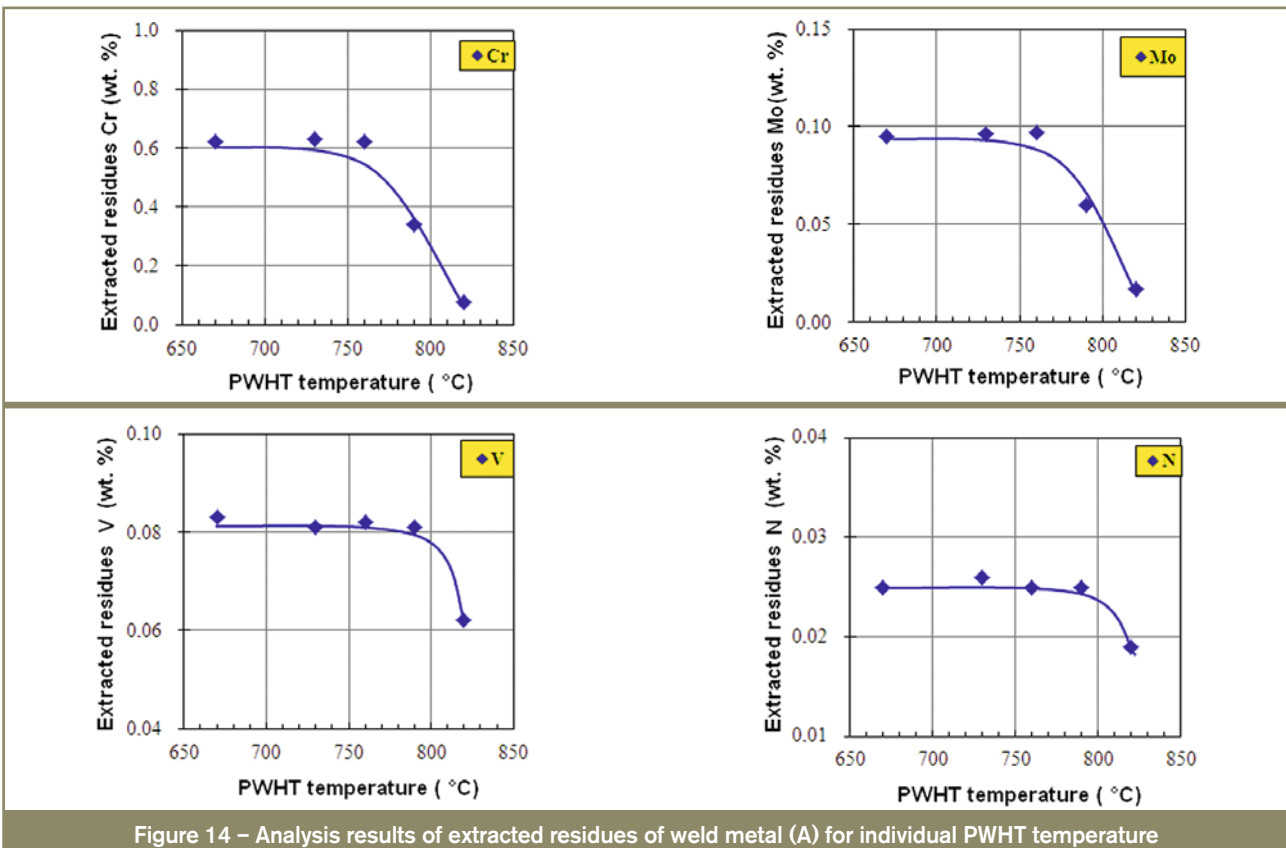 Extracted residues Cr (wt. %)
1.0
0.8
0.6
0.4
0.2
0.0
Cr
650 700 750 800 850
PWHT temperature ( °C)
Extracted residues Mo(wt. %)
0.15
0.10
0.05
0.00
Mo
650 700 750 800 850
PWHT temperature ( °C)
Extracted residues V (wt. %)
0.10
0.08
0.06
0.04
V
650 700 750 800 850
PWHT temperature ( °C)
Extracted residues N (wt. %)
0.04
0.03
0.02
0.01
N
650 700 750 800 850
PWHT temperature ( °C)
Figure 14 – Analysis results of extracted residues of weld metal (A) for individual PWHT temperature